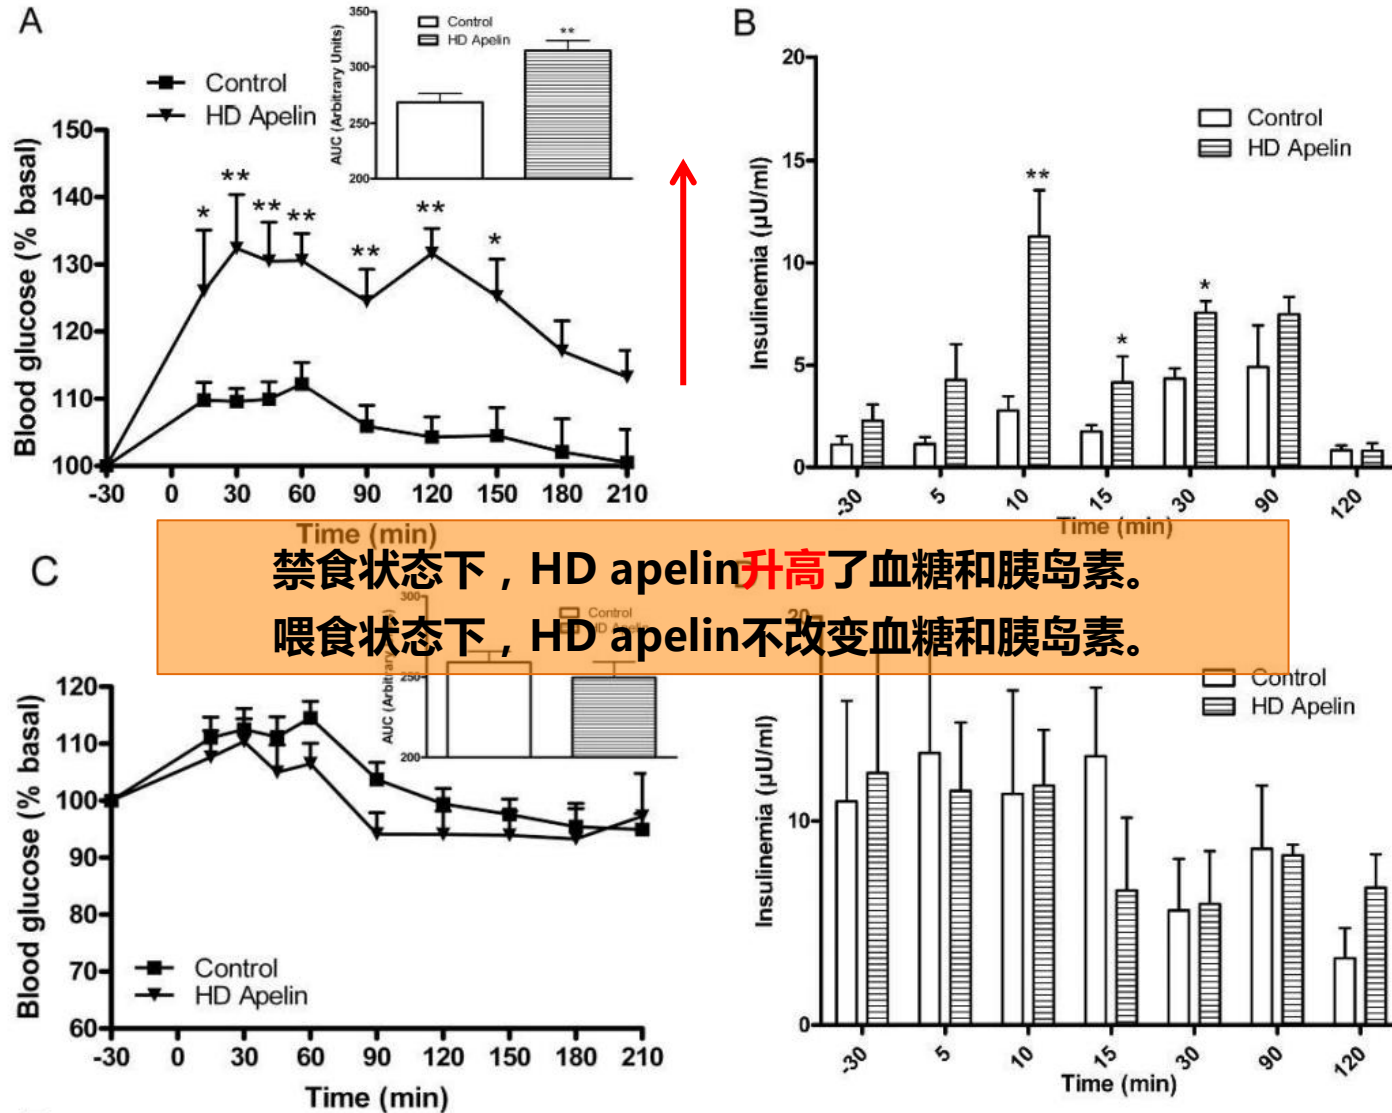 A
Control
HD Apelin
Blood glucose (% basal)
150
140
130
120
110
100
* ** ** ** ** ** *
-30 0 30 60 90 120 150 180 210
Time (min)
AUC (Arbitrary Units)
350
300
250
200
Control
HD Apelin
**
B
Insulinemia (µU/ml)
20
15
10
5
0
Control
HD Apelin
** * *
-30 5 10 15 30 90 120
Time (min)
禁食状态下，HD apelin升高了血糖和胰岛素。
喂食状态下，HD apelin不改变血糖和胰岛素。
C
Blood glucose (% basal)
120
110
100
90
80
70
60
Control
HD Apelin
-30 0 30 60 90 120 150 180 210
Time (min)
AUC (Arbitrary
300
250
200
Control
HD Apelin
Insulinemia (µU/ml)
20
10
0
Control
HD Apelin
-30 5 10 15 30 90 120
Time (min)